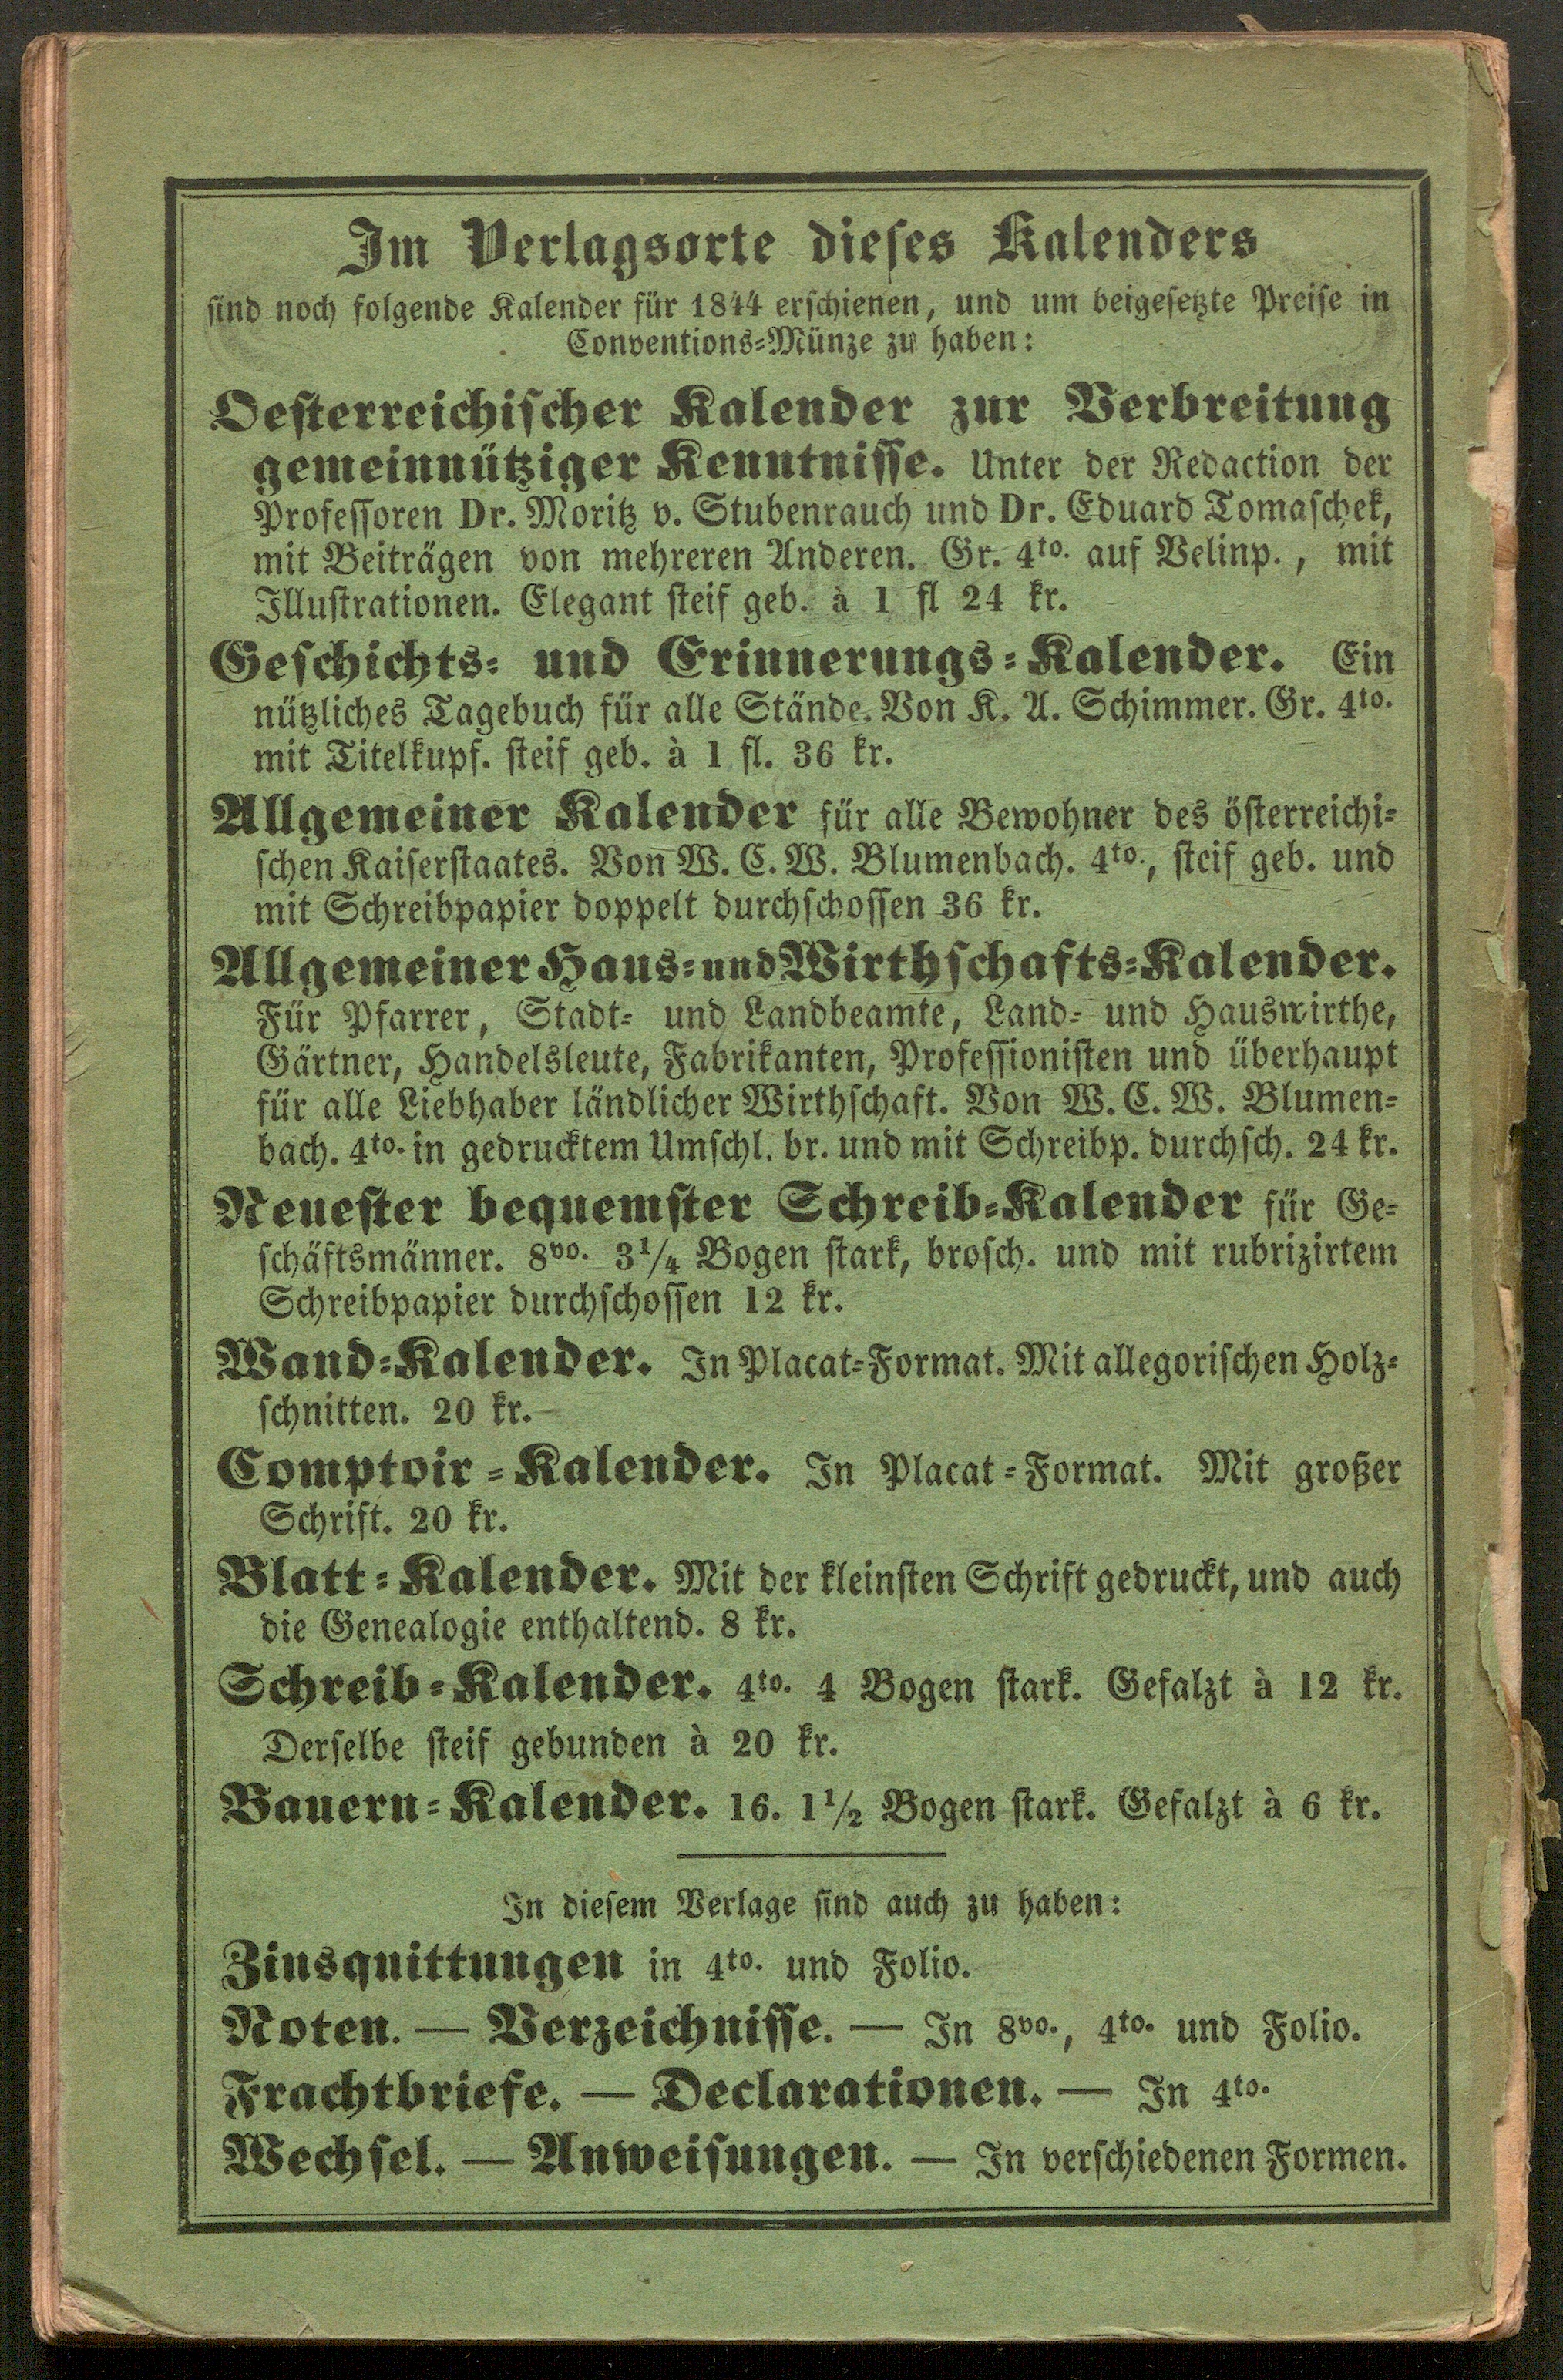 Im Verlagsorte dieses Kalenders
sind noch folgende Kalender für 1844 erschienen, und um beigesetzte Preise in
Conventions-Münze zu haben:
Oesterreichischer Kalender zur Verbreitung
gemeinnütziger Kenntnisse. Unter der Redaction der
Professoren Dr. Moritz v. Stubenrauch und Dr. Eduard Tomaschek,
mit Beiträgen von mehreren Anderen. Gr. 4to. auf Velinp., mit
Illustrationen. Elegant steif geb. à 1 fl 24 kr.
Geschichts- und Erinnerungs-Kalender. Ein
nützliches Tagebuch für alle Stände. Von K. A. Schimmer. Gr. 4to.
mit Titelkupf. steif geb. à 1 fl. 36 kr.
Allgemeiner Kalender für alle Bewohner des österreichi-
schen Kaiserstaates. Von W. C. W. Blumenbach. 4to., steif geb. und
mit Schreibpapier doppelt durchschossen 36 kr.
Allgemeiner Haus- und Wirthschafts-Kalender.
Für Pfarrer, Stadt- und Landbeamte, Land- und Hauswirthe,
Gärtner, Handelsleute, Fabrikanten, Professionisten und überhaupt
für alle Liebhaber ländlicher Wirthschaft. Von W. C. W. Blumen-
bach. 4to. in gedrucktem Umschl. br. und mit Schreibp. durchsch. 24 kr.
Neuester bequemster Schreib-Kalender für Ge-
schäftsmänner. 8vo. 3¼ Bogen stark, brosch. und mit rubrizirtem
Schreibpapier durchschossen 12 kr.
Wand-Kalender. In Placat-Format. Mit allegorischen Holz-
schnitten. 20 kr.
Comptoir-Kalender. In Placat-Format. Mit großer
Schrift. 20 kr.
Blatt-Kalender. Mit der kleinsten Schrift gedruckt, und auch
die Genealogie enthaltend. 8 kr.
Schreib-Kalender. 4to. 4 Bogen stark. Gefalzt à 12 kr.
Derselbe steif gebunden à 20 kr.
Bauern-Kalender. 16. 1½ Bogen stark. Gefalzt à 6 kr.
In diesem Verlage sind auch zu haben:
Zinsquittungen in 4to. und Folio.
Noten. — Verzeichnisse. — In 8vo., 4to. und Folio.
Frachtbriefe. — Declarationen. — In 4to.
Wechsel. — Anweisungen. — In verschiedenen Formen.